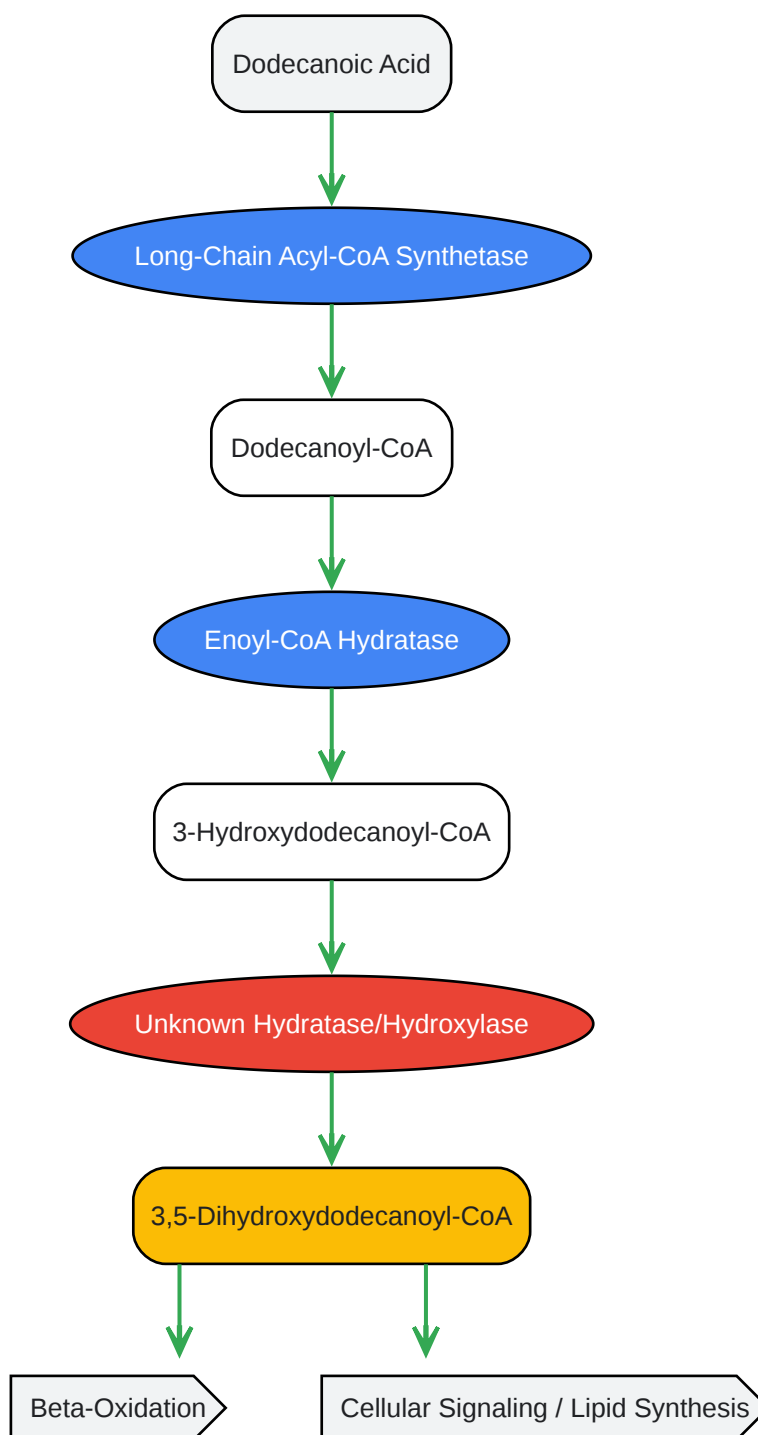 Dodecanoic Acid
Long-Chain Acyl-CoA Synthetase
Dodecanoyl-CoA
Enoyl-CoA Hydratase
3-Hydroxydodecanoyl-CoA
Unknown Hydratase/Hydroxylase
3,5-Dihydroxydodecanoyl-CoA
Beta-Oxidation
Cellular Signaling / Lipid Synthesis